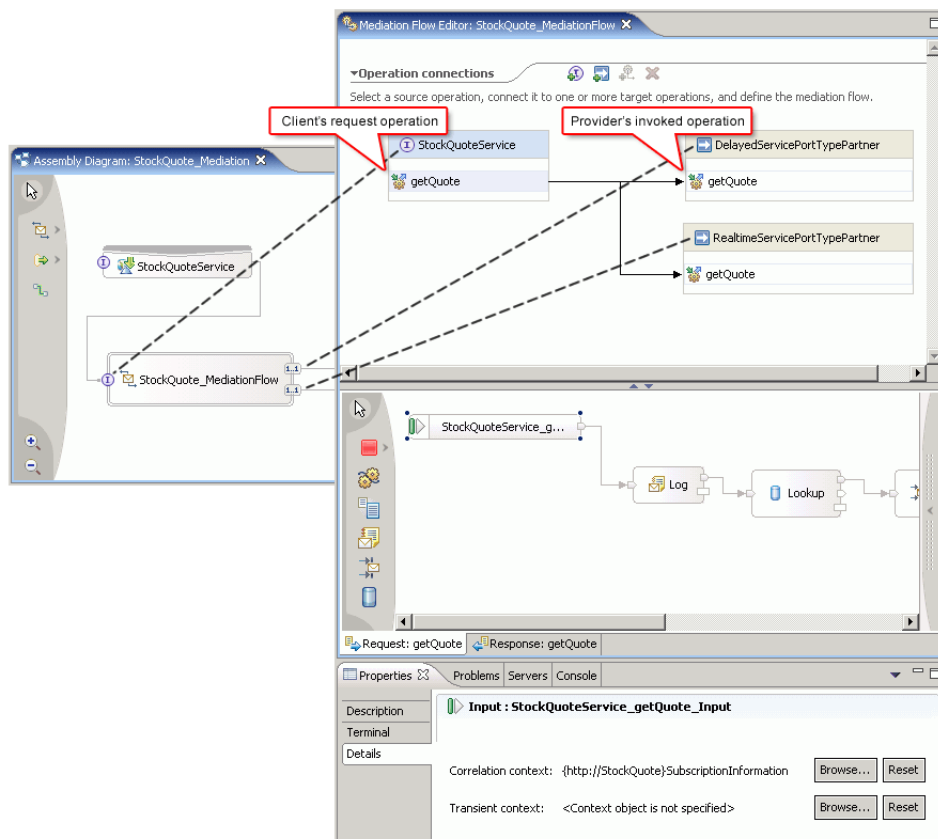 Mediation Flow Editor: StockQuote_MediationFlow
Operation connections
Select a source operation, connect it to one or more target operations, and define the mediation flow.
Client's request operation
Provider's invoked operation
StockQuoteService
DelayedServicePortTypePartner
getQuote
getQuote
RealtimeServicePortTypePartner
getQuote
Assembly Diagram: StockQuote_Mediation
StockQuoteService
StockQuote_MediationFlow
1..1
1..1
StockQuoteService_g...
Log
Lookup
Request: getQuote
Response: getQuote
Properties
Problems
Servers
Console
Description
Terminal
Details
Input : StockQuoteService_getQuote_Input
Correlation context: {http://StockQuote}SubscriptionInformation
Browse...
Reset
Transient context: <Context object is not specified>
Browse...
Reset